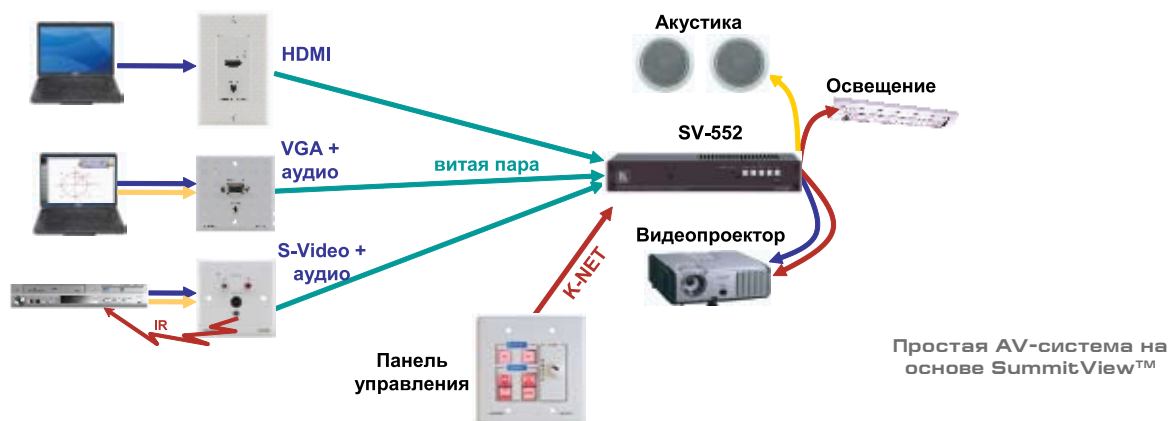 Акустика
Освещение
HDMI
SV-552
VGA +
аудио
витая пара
S-Video +
аудио
Видеопроектор
K-NET
IR
Панель
управления
Простая AV-система на
основе SummitView™